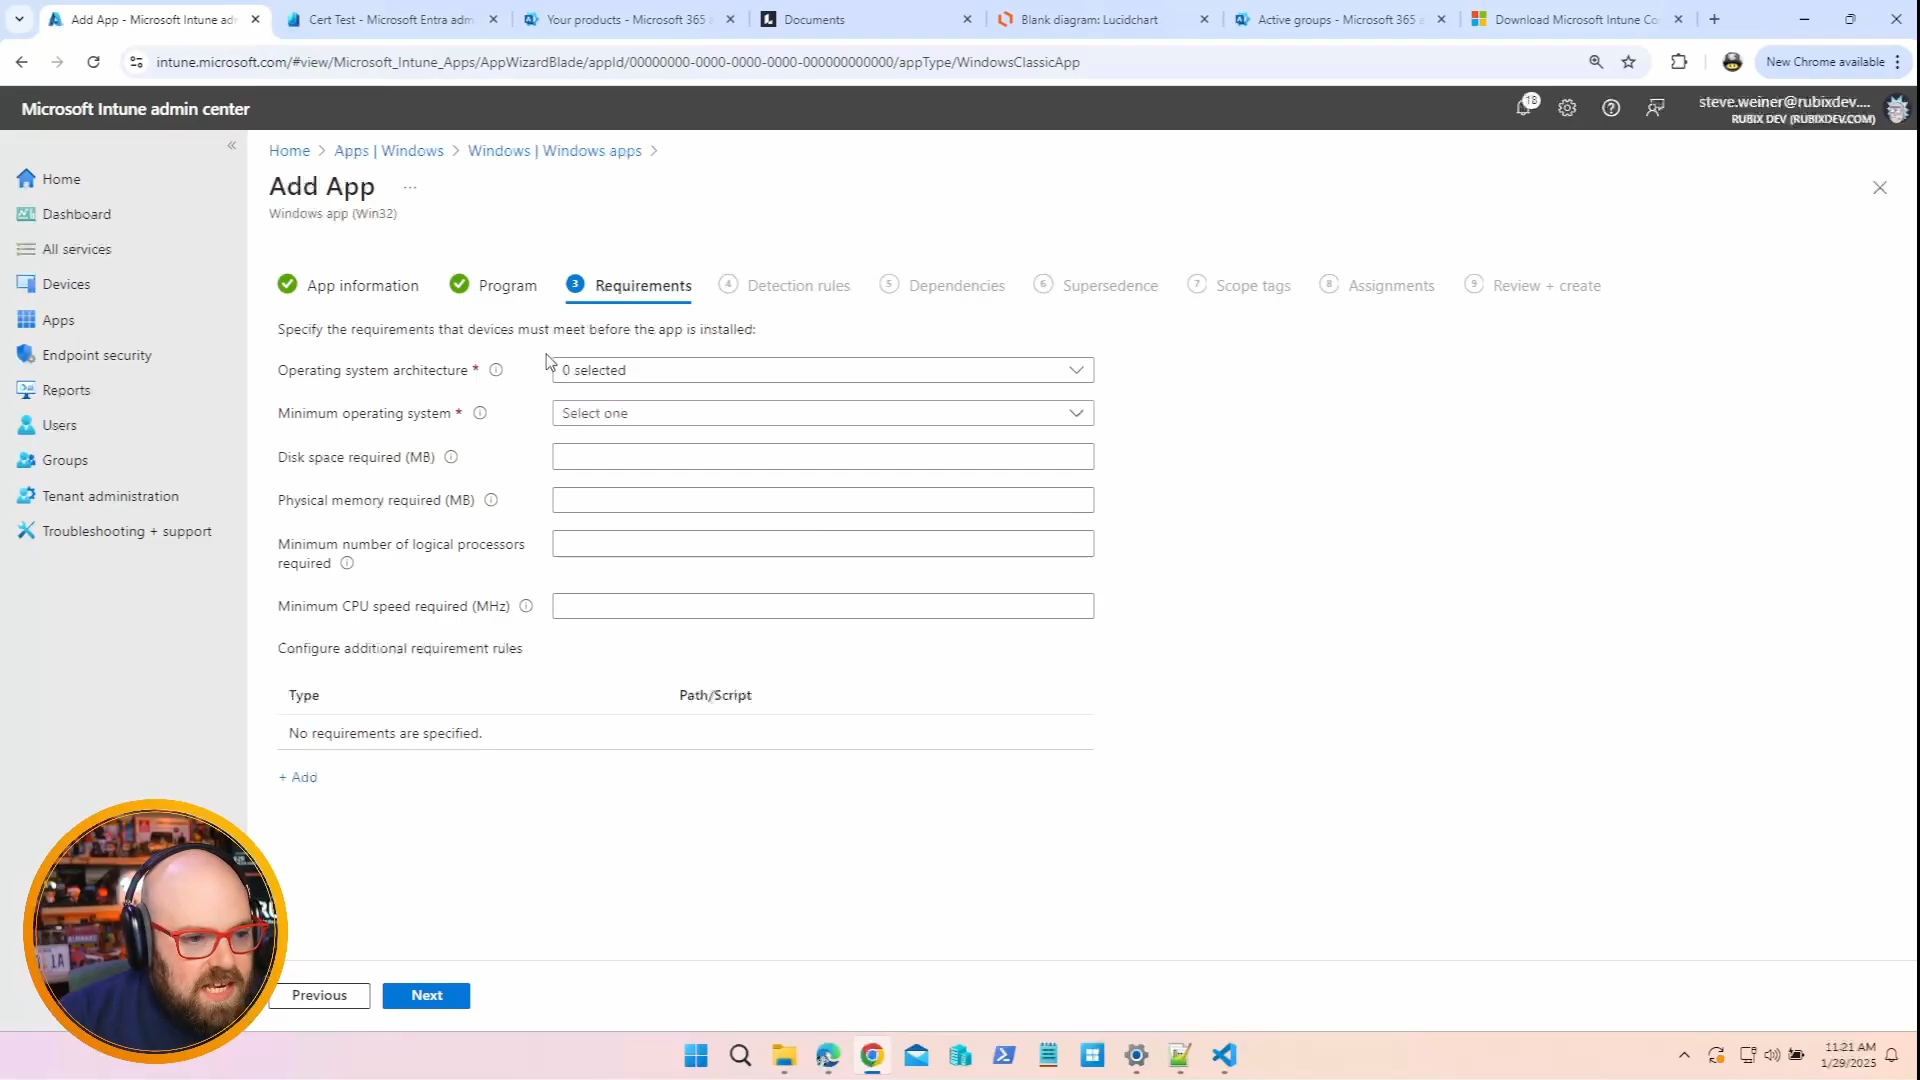 Add App - Microsoft Intune adm
Cert Test - Microsoft Entra adm
Your products - Microsoft 365 a
Documents
Blank diagram: Lucidchart
Active groups - Microsoft 365 a
Download Microsoft Intune Co
intune.microsoft.com/#view/Microsoft_Intune_Apps/AppWizardBlade/appId/00000000-0000-0000-0000-000000000000/appType/WindowsClassicApp
New Chrome available
Microsoft Intune admin center
18
steve.weiner@rubixdev....
RUBIX DEV (RUBIXDEV.COM)
Home
Dashboard
All services
Devices
Apps
Endpoint security
Reports
Users
Groups
Tenant administration
Troubleshooting + support
Home > Apps | Windows > Windows | Windows apps >
Add App ...
Windows app (Win32)
App information
Program
3 Requirements
4 Detection rules
5 Dependencies
6 Supersedence
7 Scope tags
8 Assignments
9 Review + create
Specify the requirements that devices must meet before the app is installed:
Operating system architecture *
0 selected
Minimum operating system *
Select one
Disk space required (MB)
Physical memory required (MB)
Minimum number of logical processors
required
Minimum CPU speed required (MHz)
Configure additional requirement rules
Type
Path/Script
No requirements are specified.
+ Add
Previous
Next
11:21 AM
1/29/2025